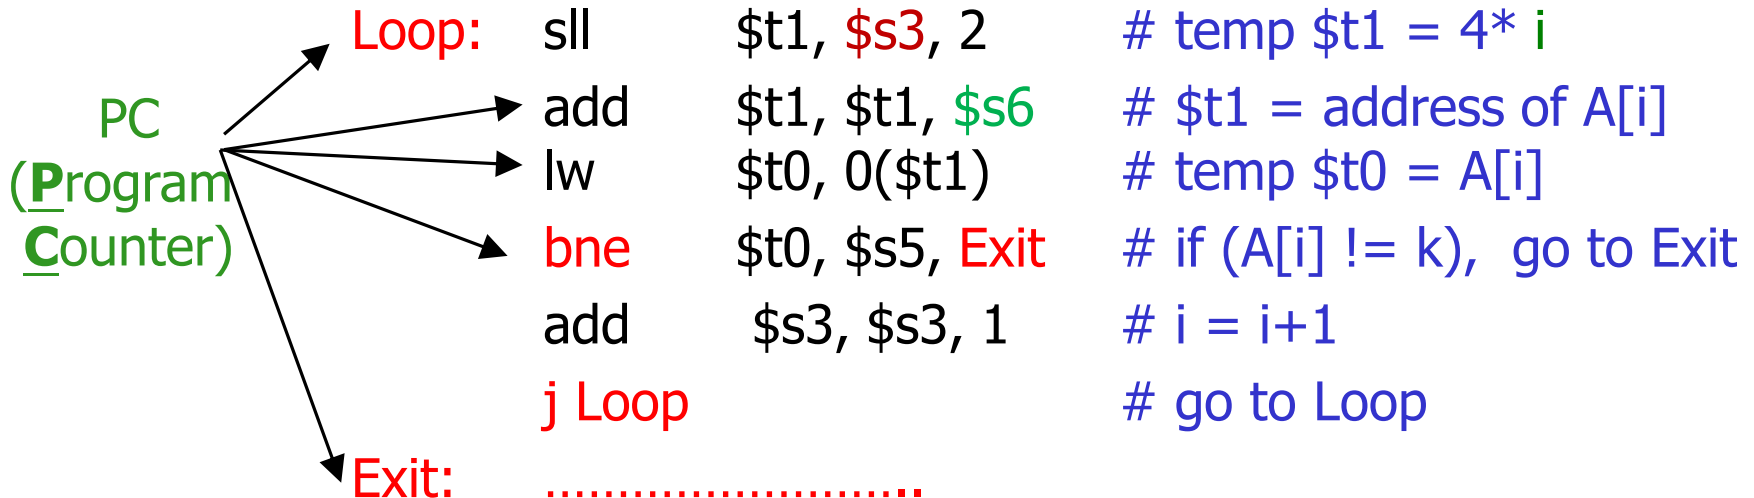 Loop: sll $t1, $s3, 2 # temp $t1 = 4* i
add $t1, $t1, $s6 # $t1 = address of A[i]
lw $t0, 0($t1) # temp $t0 = A[i]
bne $t0, $s5, Exit # if (A[i] != k), go to Exit
add $s3, $s3, 1 # i = i+1
j Loop # go to Loop
Exit: ...........................
PC
(Program
Counter)